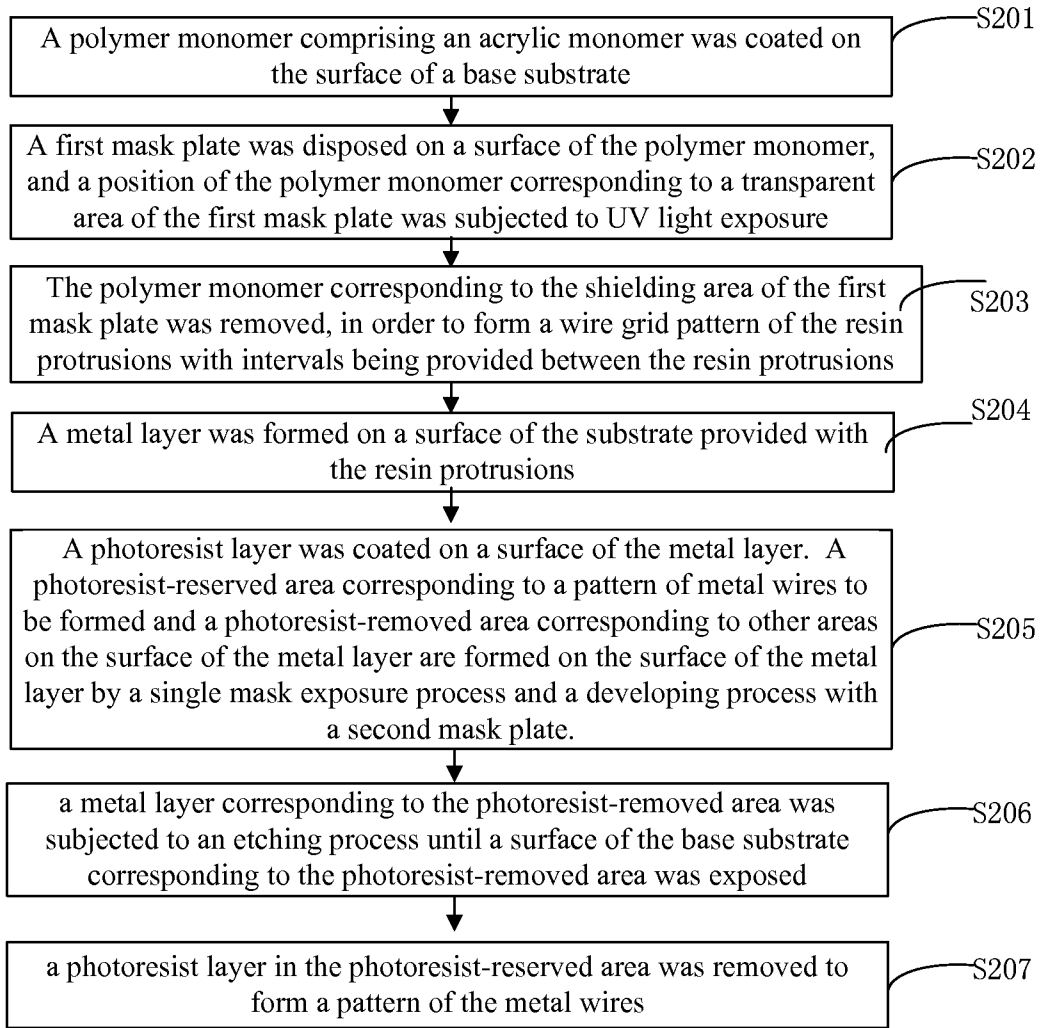 S201
A polymer monomer comprising an acrylic monomer was coated on
the surface of a base substrate
S202
A first mask plate was disposed on a surface of the polymer monomer,
and a position of the polymer monomer corresponding to a transparent
area of the first mask plate was subjected to UV light exposure
S203
The polymer monomer corresponding to the shielding area of the first
mask plate was removed, in order to form a wire grid pattern of the resin
protrusions with intervals being provided between the resin protrusions
S204
A metal layer was formed on a surface of the substrate provided with
the resin protrusions
S205
A photoresist layer was coated on a surface of the metal layer. A
photoresist-reserved area corresponding to a pattern of metal wires to
be formed and a photoresist-removed area corresponding to other areas
on the surface of the metal layer are formed on the surface of the metal
layer by a single mask exposure process and a developing process with
a second mask plate.
S206
a metal layer corresponding to the photoresist-removed area was
subjected to an etching process until a surface of the base substrate
corresponding to the photoresist-removed area was exposed
S207
a photoresist layer in the photoresist-reserved area was removed to
form a pattern of the metal wires